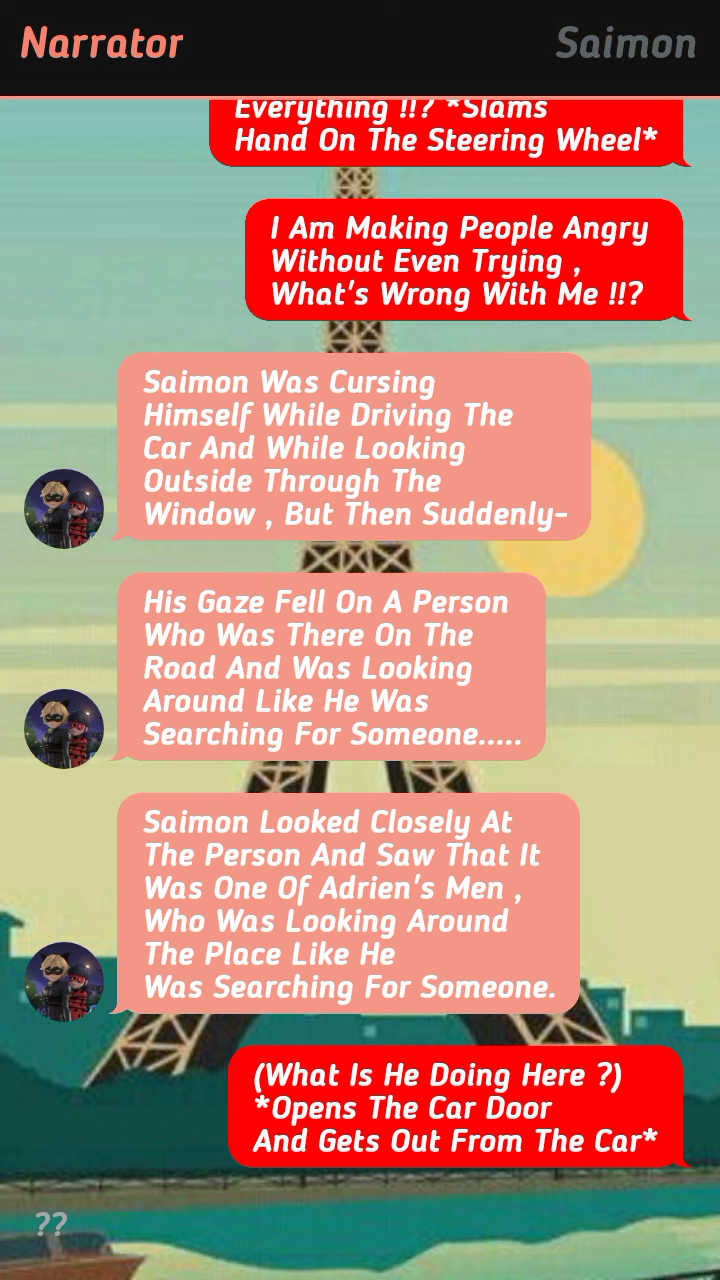 Narrator
Saimon
Everything !!? *Slams
Hand On The Steering Wheel*
I Am Making People Angry
Without Even Trying ,
What's Wrong With Me !!?
Saimon Was Cursing
Himself While Driving The
Car And While Looking
Outside Through The
Window , But Then Suddenly-
His Gaze Fell On A Person
Who Was There On The
Road And Was Looking
Around Like He Was
Searching For Someone.....
Saimon Looked Closely At
The Person And Saw That It
Was One Of Adrien's Men ,
Who Was Looking Around
The Place Like He
Was Searching For Someone.
(What Is He Doing Here ?)
*Opens The Car Door
And Gets Out From The Car*
??